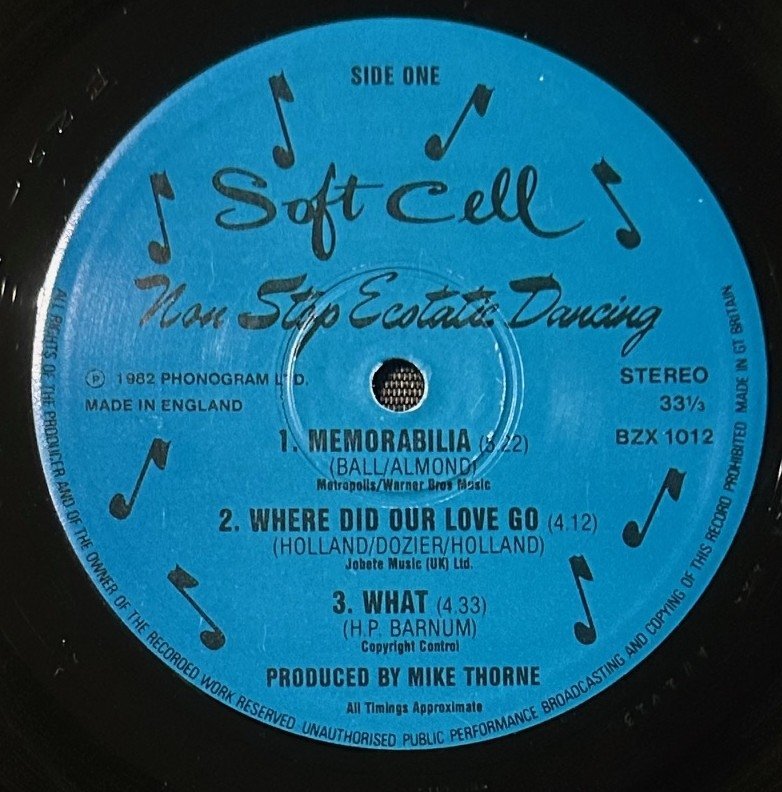 SIDE ONE
Soft Cell
Non Stop Ecstatic Dancing
℗ 1982 PHONOGRAM LTD.
MADE IN ENGLAND
STEREO
33⅓
BZX 1012
1. MEMORABILIA (5.22)
(BALL/ALMOND)
Metropolis/Warner Bros Music
2. WHERE DID OUR LOVE GO (4.12)
(HOLLAND/DOZIER/HOLLAND)
Jobete Music (UK) Ltd.
3. WHAT (4.33)
(H.P. BARNUM)
Copyright Control
PRODUCED BY MIKE THORNE
All Timings Approximate
ALL RIGHTS OF THE PRODUCER AND OF THE OWNER OF THE RECORDED WORK RESERVED UNAUTHORISED PUBLIC PERFORMANCE BROADCASTING AND COPYING OF THIS RECORD PROHIBITED MADE IN GT BRITAIN